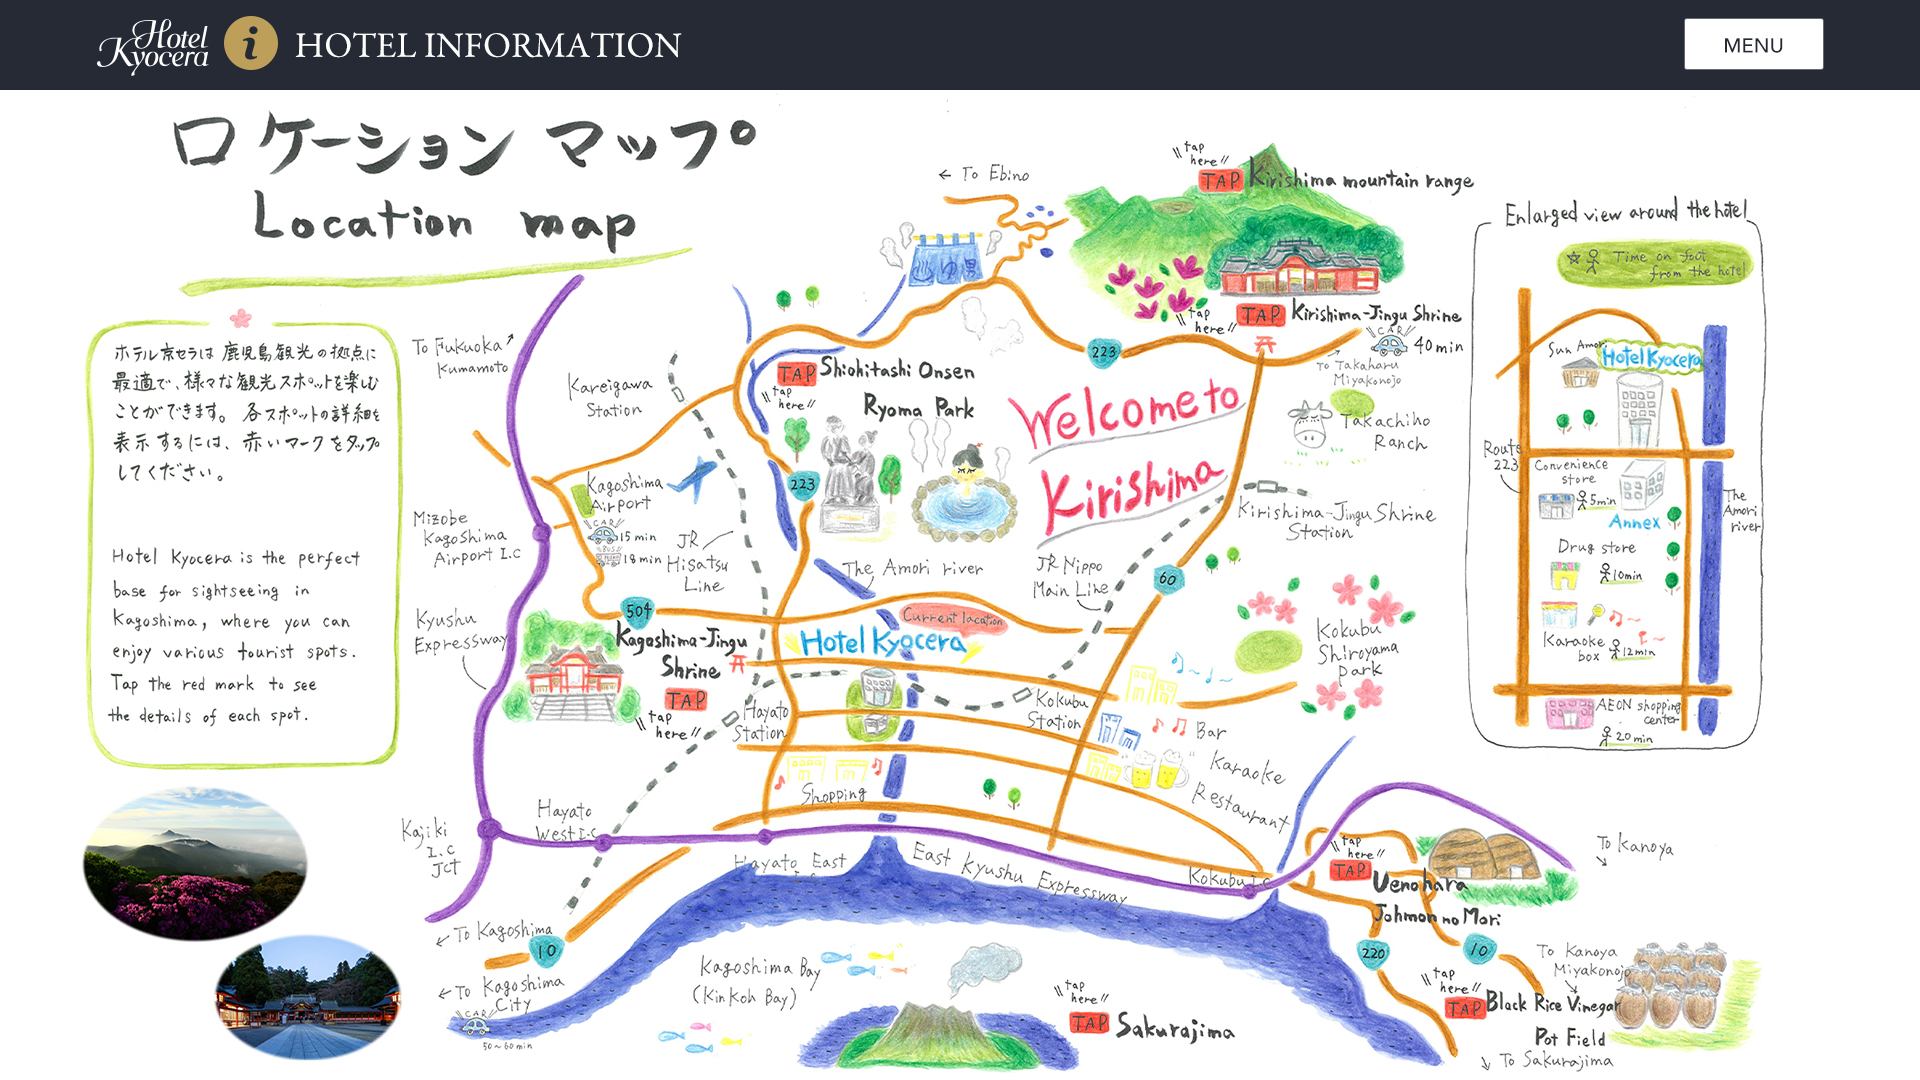 Hotel
Kyocera
i
HOTEL INFORMATION
MENU
ロケーション マップ
Location map
ホテル京セラは鹿児島観光の拠点に
最適で、様々な観光スポットを楽しむ
ことができます。 各スポットの詳細を
表示するには、赤いマークをタップ
してください。
Hotel Kyocera is the perfect
base for sightseeing in
Kagoshima, where you can
enjoy various tourist spots.
Tap the red mark to see
the details of each spot.
← To Ebino
tap
here
TAP
Kirishima mountain range
ゆ
男
tap
here
TAP
Kirishima-Jingu Shrine
CAR
40 min
To Takaharu
Miyakonojo
223
To Fukuoka
Kumamoto
Kareigawa
Station
TAP
tap
here
Shiohitashi Onsen
Ryoma Park
Welcome to
Kirishima
Takachiho
Ranch
223
Kagoshima
Airport
CAR
15 min
BUS
18 min
JR
Hisatsu
Line
Mizobe
Kagoshima
Airport I.C
Kirishima-Jingu Shrine
Station
The Amori river
JR Nippo
Main Line
60
504
Kyushu
Expressway
Kagoshima-Jingu
Shrine
TAP
tap
here
Current location
Hotel Kyocera
Kokubu
Shiroyama
park
Hayato
Station
Kokubu
Station
Bar
Karaoke
Restaurant
Shopping
Hayato
West I.C
Kajiki
I.C
JCT
Hayato East
I.C
East Kyushu Expressway
Kokubu I.C
tap
here
TAP
Uenohara
Johmon no Mori
To Kanoya
← To Kagoshima
10
← To Kagoshima
City
CAR
50~60 min
Kagoshima Bay
(Kinkoh Bay)
tap
here
TAP
Sakurajima
220
10
To Kanoya
Miyakonojo
tap
here
TAP
Black Rice Vinegar
Pot Field
To Sakurajima
Enlarged view around the hotel
Time on foot
from the hotel
Sun Amori
Hotel Kyocera
Route
223
Convenience
store
5min
Annex
The
Amori
river
Drug store
10min
Karaoke
box
12min
AEON shopping
center
20 min